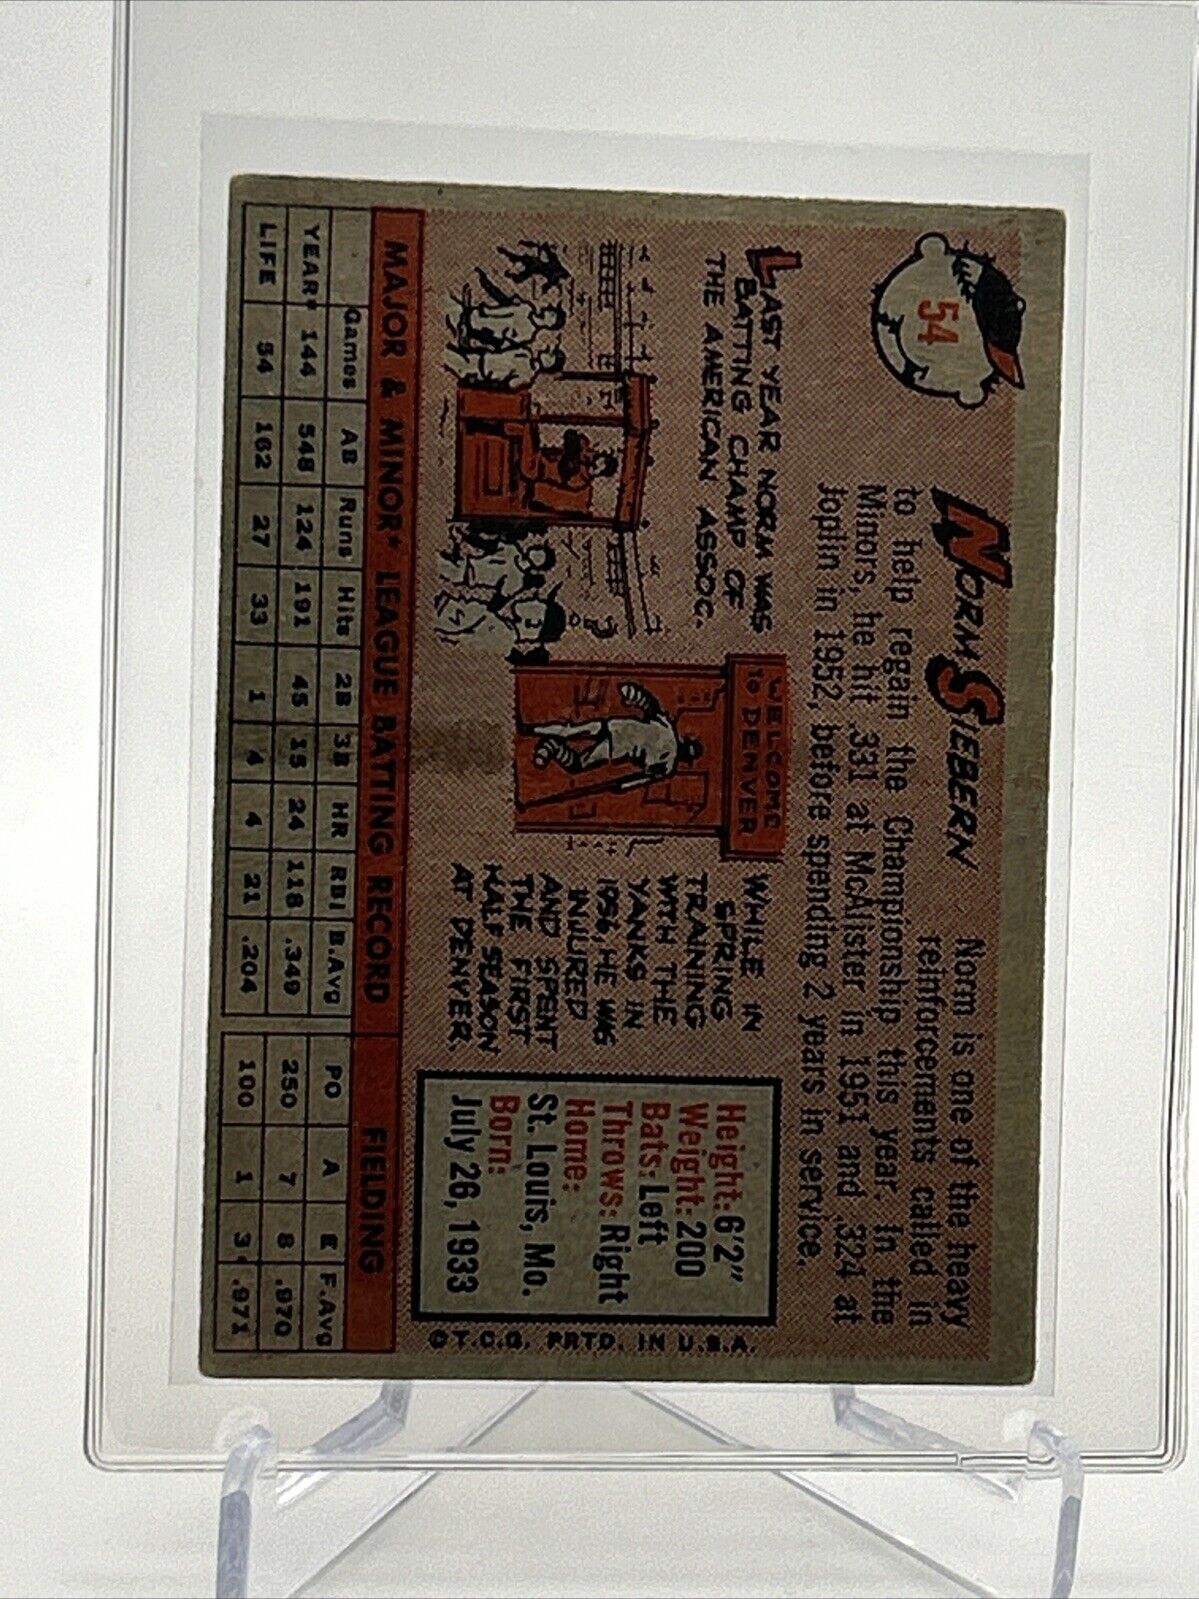 54
NORM SIEBERN
Norm is one of the heavy
reinforcements called in
to help regain the Championship this year. In the
Minors, he hit .331 at McAlister in 1951 and .324 at
Joplin in 1952, before spending 2 years in service.
LAST YEAR NORM WAS
BATTING CHAMP OF
THE AMERICAN ASSOC.
WELCOME
TO DENVER
WHILE IN
SPRING
TRAINING
WITH THE
YANKS IN
1956, HE WAS
INJURED
AND SPENT
THE FIRST
HALF SEASON
AT DENVER.
Height: 6'2"
Weight: 200
Bats: Left
Throws: Right
Home:
St. Louis, Mo.
Born:
July 26, 1933
© T.C.G. PRTD. IN U.S.A.
MAJOR & MINOR* LEAGUE BATTING RECORD FIELDING
Games AB Runs Hits 2B 3B HR RBI B.Avg PO A E F.Avg
YEAR* 144 548 124 191 45 15 24 118 .349 250 7 8 .970
LIFE 54 162 27 33 1 4 4 21 .204 100 1 3 .971